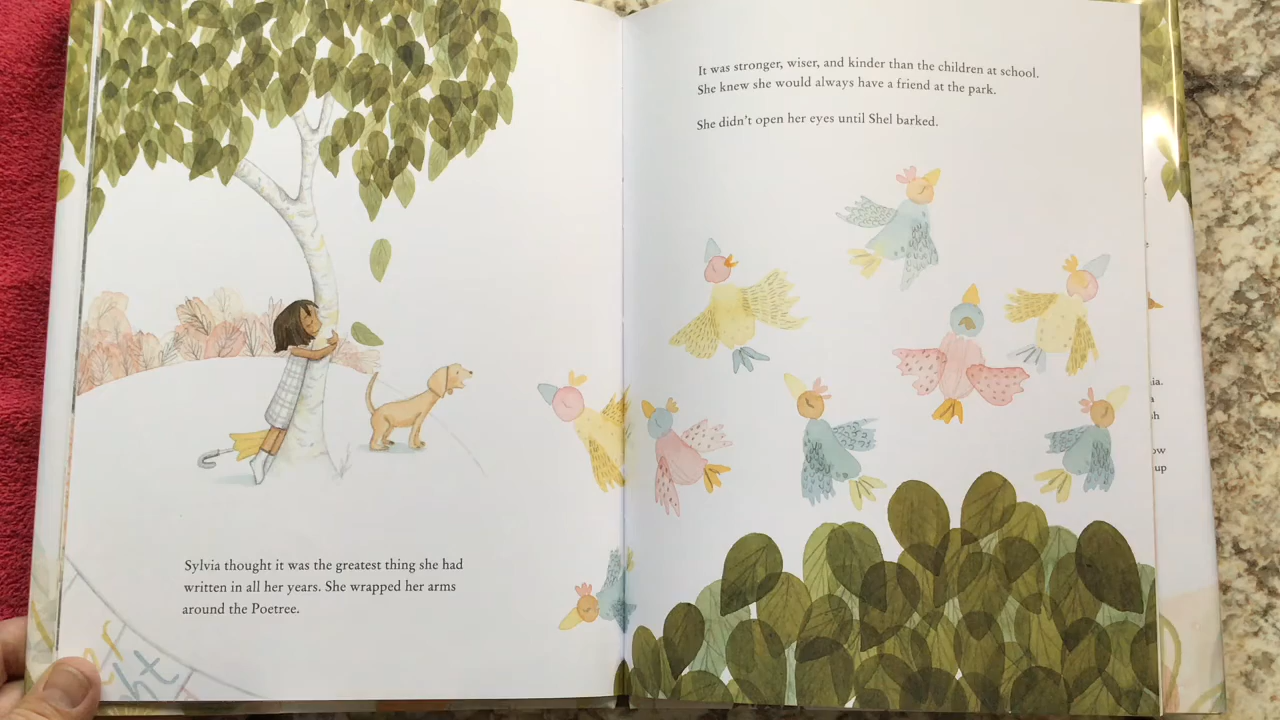 Sylvia thought it was the greatest thing she had
written in all her years. She wrapped her arms
around the Poetree.
It was stronger, wiser, and kinder than the children at school.
She knew she would always have a friend at the park.
She didn't open her eyes until Shel barked.
up